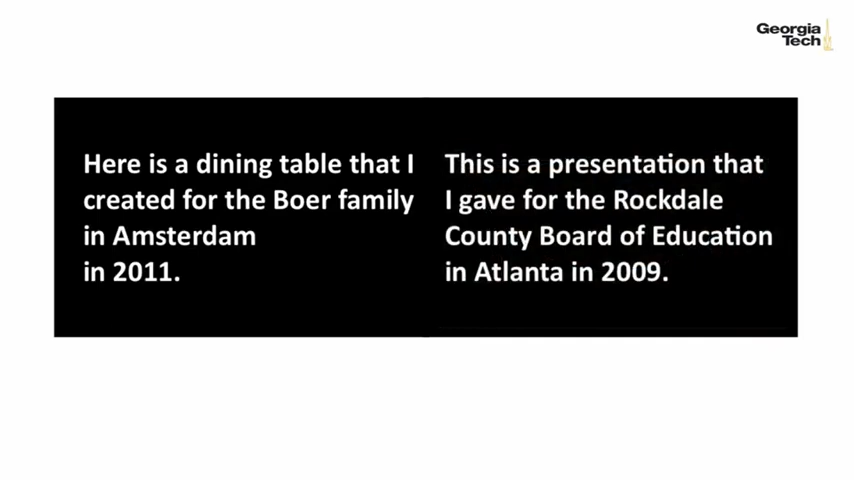 Georgia
Tech
Here is a dining table that I
created for the Boer family
in Amsterdam
in 2011.
This is a presentation that
I gave for the Rockdale
County Board of Education
in Atlanta in 2009.